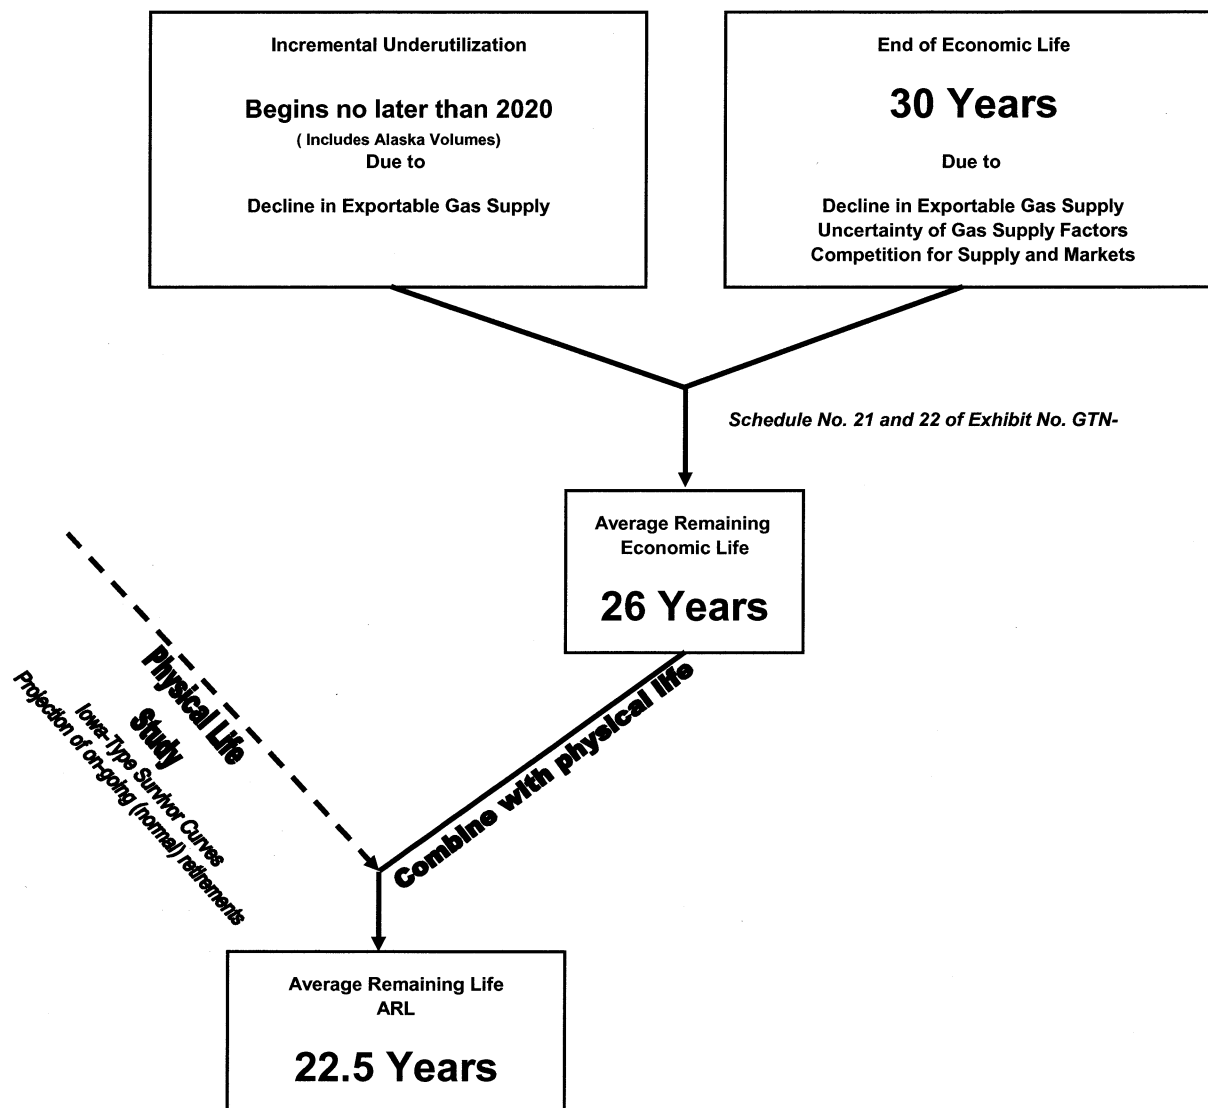 Incremental Underutilization
Begins no later than 2020
( Includes Alaska Volumes)
Due to
Decline in Exportable Gas Supply
End of Economic Life
30 Years
Due to
Decline in Exportable Gas Supply
Uncertainty of Gas Supply Factors
Competition for Supply and Markets
Schedule No. 21 and 22 of Exhibit No. GTN-
Average Remaining
Economic Life
26 Years
Physical Life
Study
Iowa-Type Survivor Curves
Projection of on-going (normal) retirements
Combine with physical life
Average Remaining Life
ARL
22.5 Years